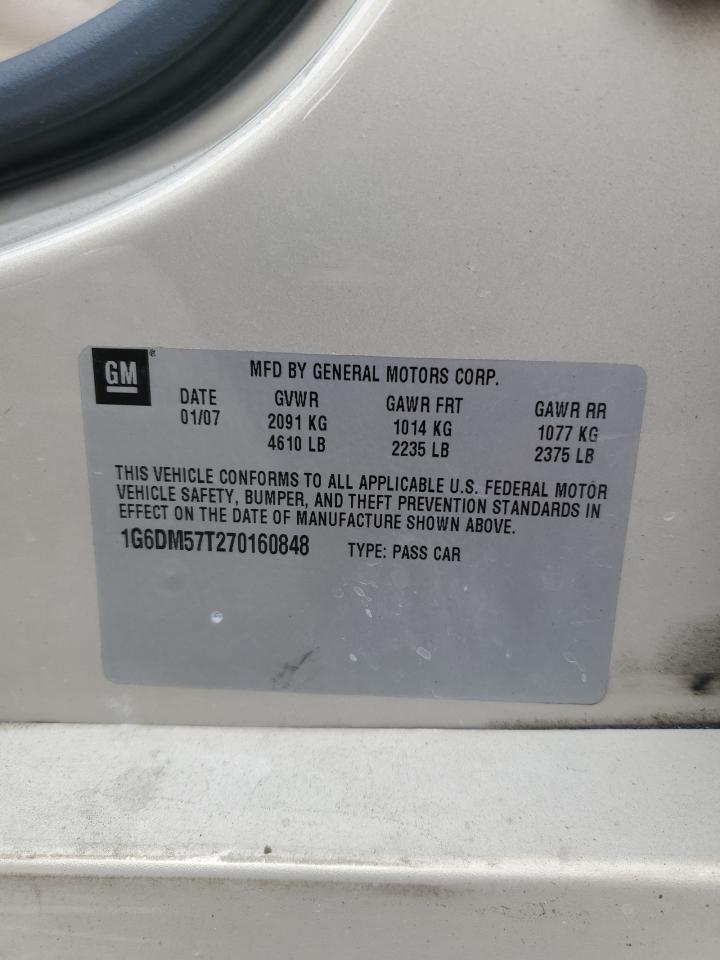 GM®
MFD BY GENERAL MOTORS CORP.
DATE GVWR GAWR FRT GAWR RR
01/07 2091 KG 1014 KG 1077 KG
4610 LB 2235 LB 2375 LB
THIS VEHICLE CONFORMS TO ALL APPLICABLE U.S. FEDERAL MOTOR
VEHICLE SAFETY, BUMPER, AND THEFT PREVENTION STANDARDS IN
EFFECT ON THE DATE OF MANUFACTURE SHOWN ABOVE.
1G6DM57T270160848 TYPE: PASS CAR